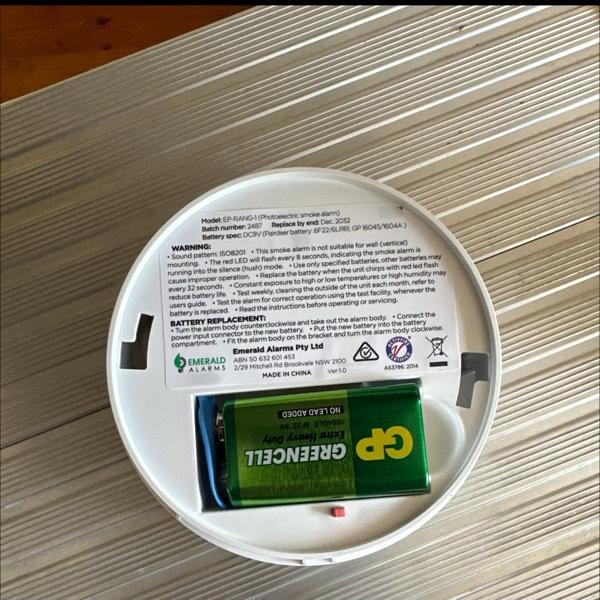 Model: EP-RANG-1 (Photoelectric smoke alarm)
Batch number: 2487 Replace by end: Dec. 2032
Battery spec: DC9V (Pairdeer battery: 6F22/6LR61; GP 1604S/1604A )
WARNING:
• Sound pattern: ISO8201 • This smoke alarm is not suitable for wall (vertical)
mounting. • The red LED will flash every 8 seconds, indicating the smoke alarm is
running into the silence (hush) mode. • Use only specified batteries, other batteries may
cause improper operation. • Replace the battery when the unit chirps with red led flash
every 32 seconds. • Constant exposure to high or low temperatures or high humidity may
reduce battery life. • Test weekly, cleaning the outside of the unit each month, refer to
users guide. • Test the alarm for correct operation using the test facility, whenever the
battery is replaced. • Read the instructions before operating or servicing.
BATTERY REPLACEMENT:
• Turn the alarm body counterclockwise and take out the alarm body. • Connect the
power input connector to the new battery. • Put the new battery into the battery
compartment. • Fit the alarm body on the bracket and turn the alarm body clockwise.
EMERALD
ALARMS
Emerald Alarms Pty Ltd
ABN 50 632 601 453
2/29 Mitchell Rd Brookvale NSW 2100
MADE IN CHINA Ver1.0
AS3786: 2014
GP
GREENCELL
Extra Heavy Duty
1604GLF 6F22 9V
NO LEAD ADDED